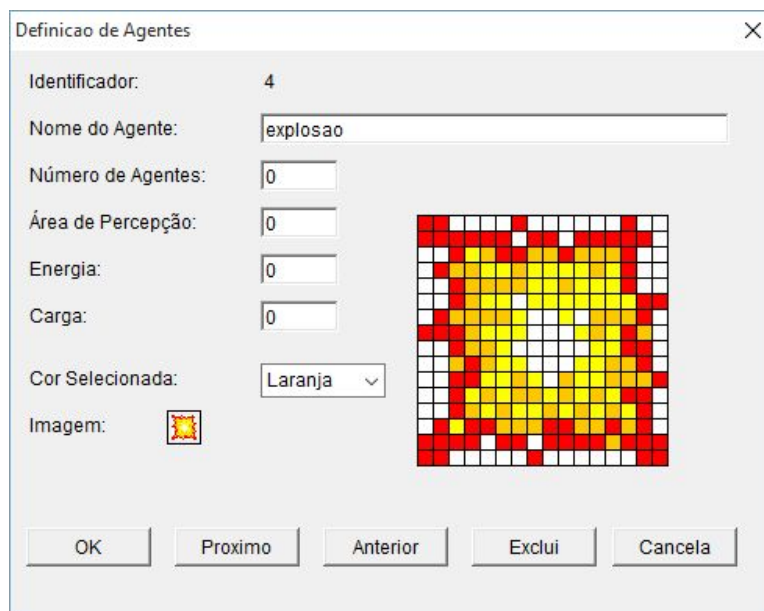 Definicao de Agentes
Identificador: 4
Nome do Agente: explosao
Número de Agentes: 0
Área de Percepção: 0
Energia: 0
Carga: 0
Cor Selecionada: Laranja
Imagem:
OK Proximo Anterior Exclui Cancela